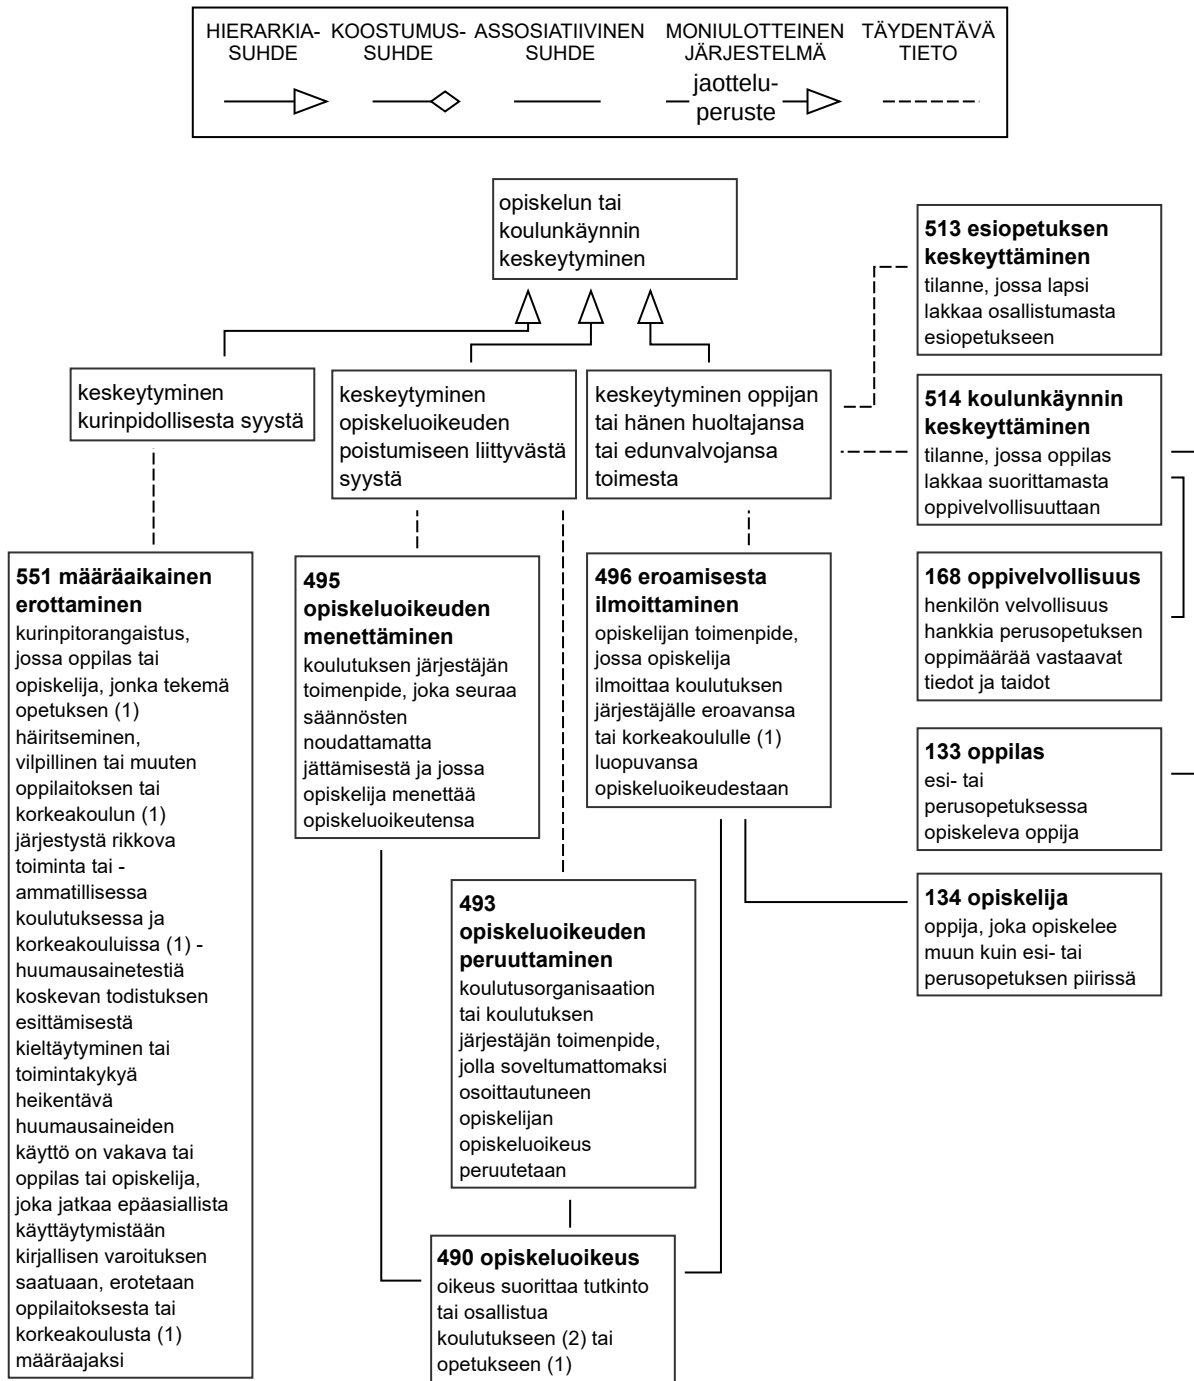 HIERARKIA-
SUHDE
KOOSTUMUS-
SUHDE
ASSOSIATIIVINEN
SUHDE
MONIULOTTEINEN
JÄRJESTELMÄ
TÄYDENTÄVÄ
TIETO
jaottelu-
peruste
opiskelun tai
koulunkäynnin
keskeytyminen
keskeytyminen
kurinpidollisesta syystä
keskeytyminen
opiskeluoikeuden
poistumiseen liittyvästä
syystä
keskeytyminen oppijan
tai hänen huoltajansa
tai edunvalvojansa
toimesta
513 esiopetuksen
keskeyttäminen
tilanne, jossa lapsi
lakkaa osallistumasta
esiopetukseen
514 koulunkäynnin
keskeyttäminen
tilanne, jossa oppilas
lakkaa suorittamasta
oppivelvollisuuttaan
551 määräaikainen
erottaminen
kurinpitorangaistus,
jossa oppilas tai
opiskelija, jonka tekemä
opetuksen (1)
häiritseminen,
vilpillinen tai muuten
oppilaitoksen tai
korkeakoulun (1)
järjestystä rikkova
toiminta tai -
ammatillisessa
koulutuksessa ja
korkeakouluissa (1) -
huumausainetestiä
koskevan todistuksen
esittämisestä
kieltäytyminen tai
toimintakykyä
heikentävä
huumausaineiden
käyttö on vakava tai
oppilas tai opiskelija,
joka jatkaa epäasiallista
käyttäytymistään
kirjallisen varoituksen
saatuaan, erotetaan
oppilaitoksesta tai
korkeakoulusta (1)
määräajaksi
495
opiskeluoikeuden
menettäminen
koulutuksen järjestäjän
toimenpide, joka seuraa
säännösten
noudattamatta
jättämisestä ja jossa
opiskelija menettää
opiskeluoikeutensa
496 eroamisesta
ilmoittaminen
opiskelijan toimenpide,
jossa opiskelija
ilmoittaa koulutuksen
järjestäjälle eroavansa
tai korkeakoululle (1)
luopuvansa
opiskeluoikeudestaan
168 oppivelvollisuus
henkilön velvollisuus
hankkia perusopetuksen
oppimäärää vastaavat
tiedot ja taidot
133 oppilas
esi- tai
perusopetuksessa
opiskeleva oppija
134 opiskelija
oppija, joka opiskelee
muun kuin esi- tai
perusopetuksen piirissä
493
opiskeluoikeuden
peruuttaminen
koulutusorganisaation
tai koulutuksen
järjestäjän toimenpide,
jolla soveltumattomaksi
osoittautuneen
opiskelijan
opiskeluoikeus
peruutetaan
490 opiskeluoikeus
oikeus suorittaa tutkinto
tai osallistua
koulutukseen (2) tai
opetukseen (1)